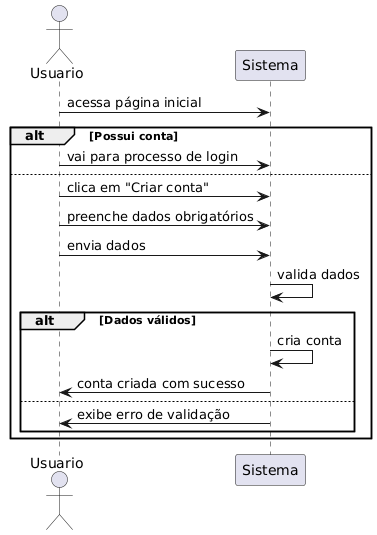 Usuario
Sistema
acessa página inicial
alt [Possui conta]
vai para processo de login
clica em "Criar conta"
preenche dados obrigatórios
envia dados
valida dados
alt [Dados válidos]
cria conta
conta criada com sucesso
exibe erro de validação
Usuario
Sistema